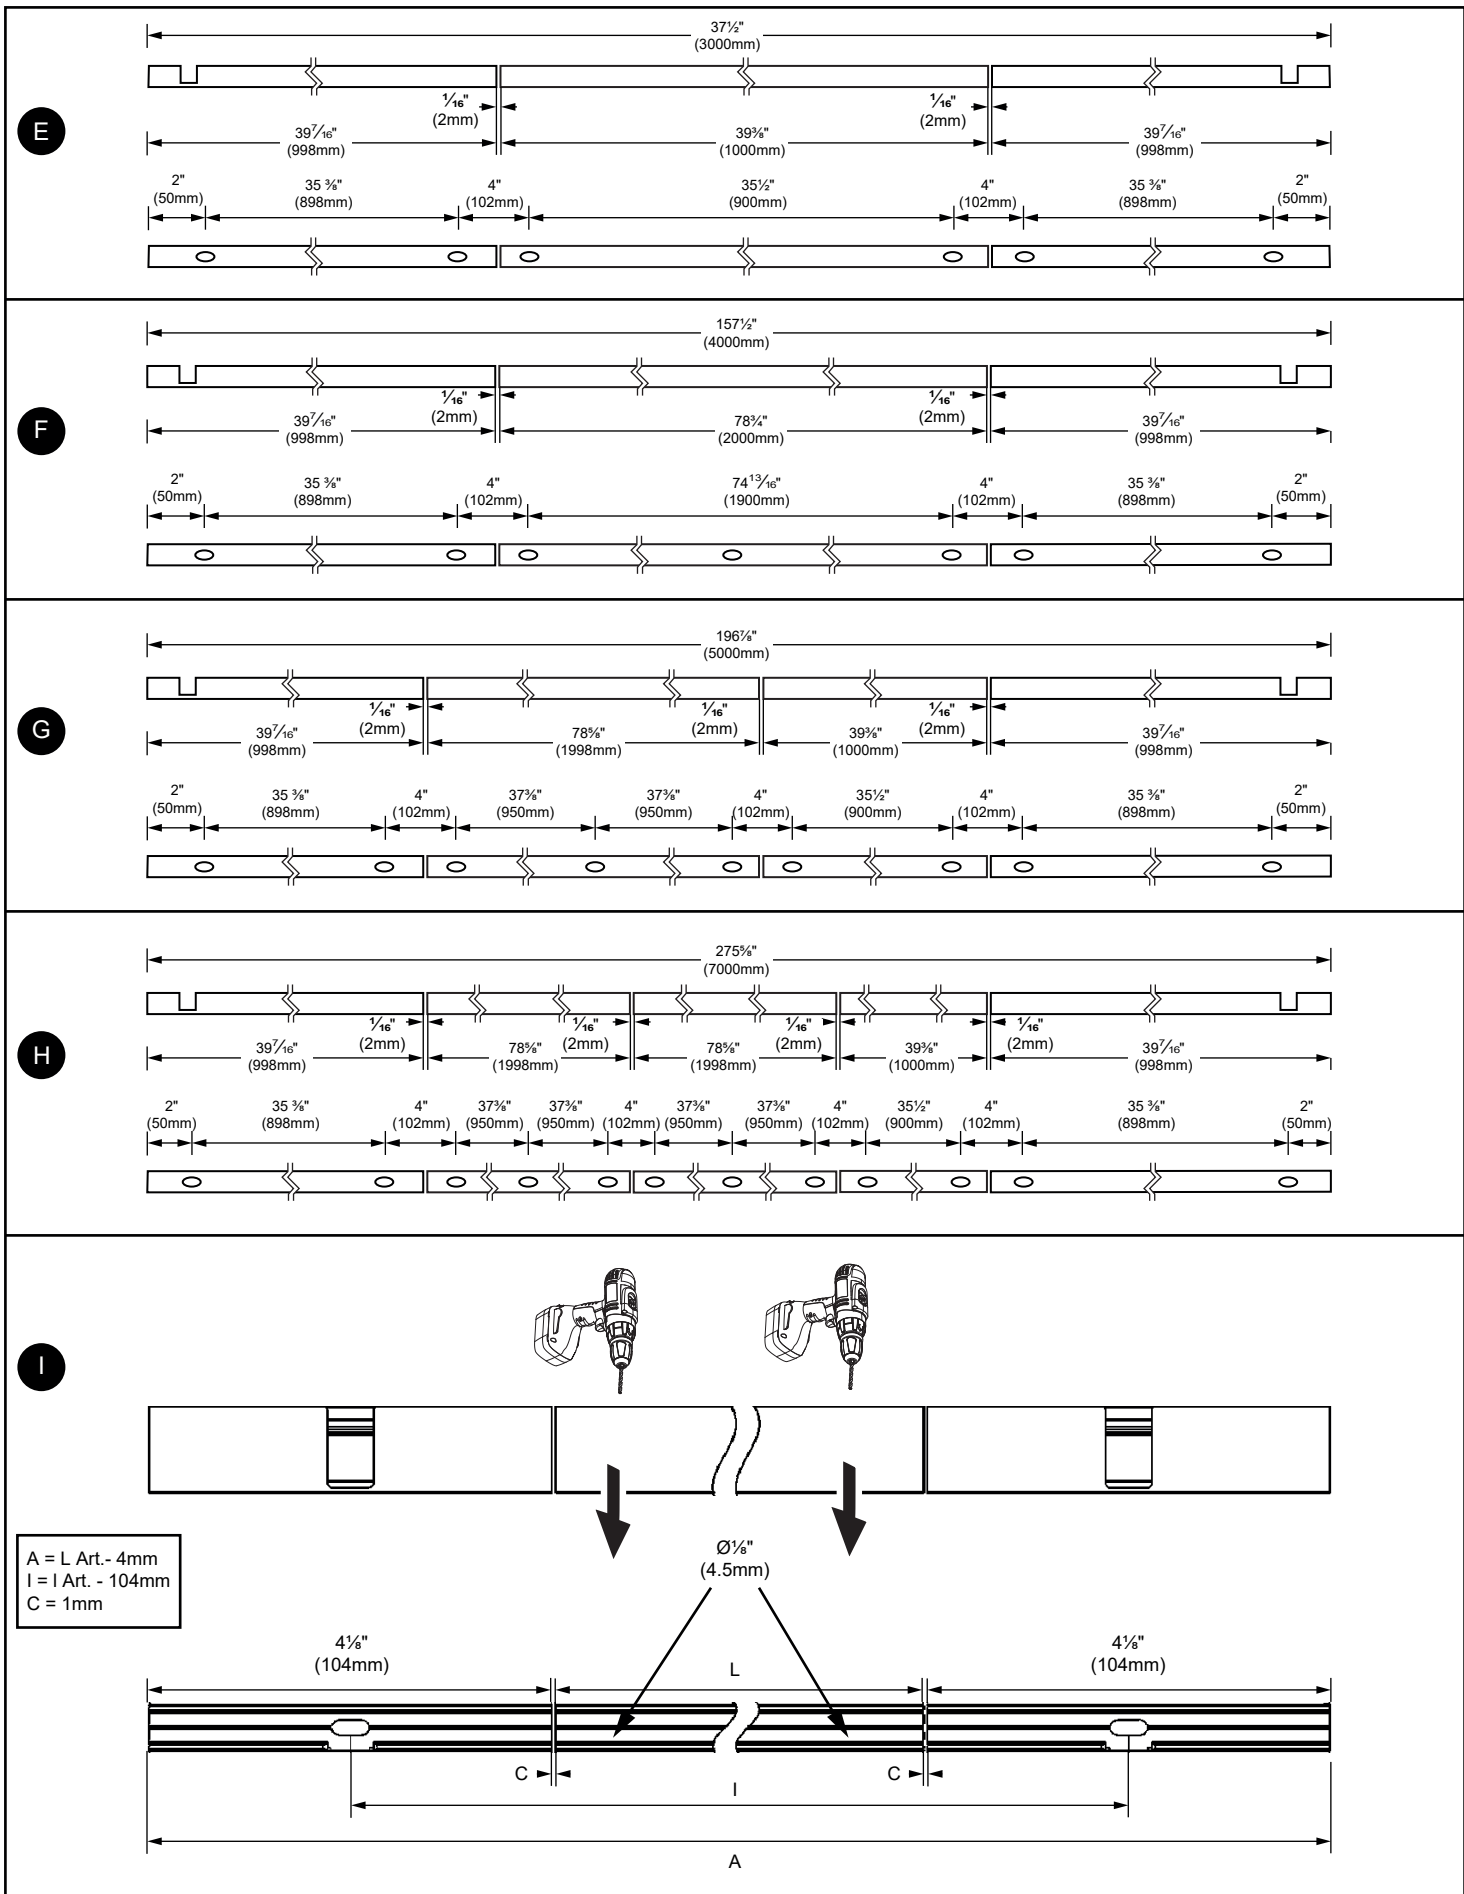 E
37½"
(3000mm)
1⁄16"
(2mm)
1⁄16"
(2mm)
39⁷⁄₁₆"
(998mm)
39⅜"
(1000mm)
39⁷⁄₁₆"
(998mm)
2"
(50mm)
35 ⅜"
(898mm)
4"
(102mm)
35½"
(900mm)
4"
(102mm)
35 ⅜"
(898mm)
2"
(50mm)
F
157½"
(4000mm)
1⁄16"
(2mm)
1⁄16"
(2mm)
39⁷⁄₁₆"
(998mm)
78¾"
(2000mm)
39⁷⁄₁₆"
(998mm)
2"
(50mm)
35 ⅜"
(898mm)
4"
(102mm)
74¹³⁄₁₆"
(1900mm)
4"
(102mm)
35 ⅜"
(898mm)
2"
(50mm)
G
196⅞"
(5000mm)
1⁄16"
(2mm)
1⁄16"
(2mm)
1⁄16"
(2mm)
39⁷⁄₁₆"
(998mm)
78⅝"
(1998mm)
39⅜"
(1000mm)
39⁷⁄₁₆"
(998mm)
2"
(50mm)
35 ⅜"
(898mm)
4"
(102mm)
37⅜"
(950mm)
37⅜"
(950mm)
4"
(102mm)
35½"
(900mm)
4"
(102mm)
35 ⅜"
(898mm)
2"
(50mm)
H
275⅝"
(7000mm)
1⁄16"
(2mm)
1⁄16"
(2mm)
1⁄16"
(2mm)
1⁄16"
(2mm)
39⁷⁄₁₆"
(998mm)
78⅝"
(1998mm)
78⅝"
(1998mm)
39⅜"
(1000mm)
39⁷⁄₁₆"
(998mm)
2"
(50mm)
35 ⅜"
(898mm)
4"
(102mm)
37⅜"
(950mm)
37⅜"
(950mm)
4"
(102mm)
37⅜"
(950mm)
37⅜"
(950mm)
4"
(102mm)
35½"
(900mm)
4"
(102mm)
35 ⅜"
(898mm)
2"
(50mm)
I
A = L Art.- 4mm
I = I Art. - 104mm
C = 1mm
Ø⅛"
(4.5mm)
4⅛"
(104mm)
L
4⅛"
(104mm)
C
C
I
A